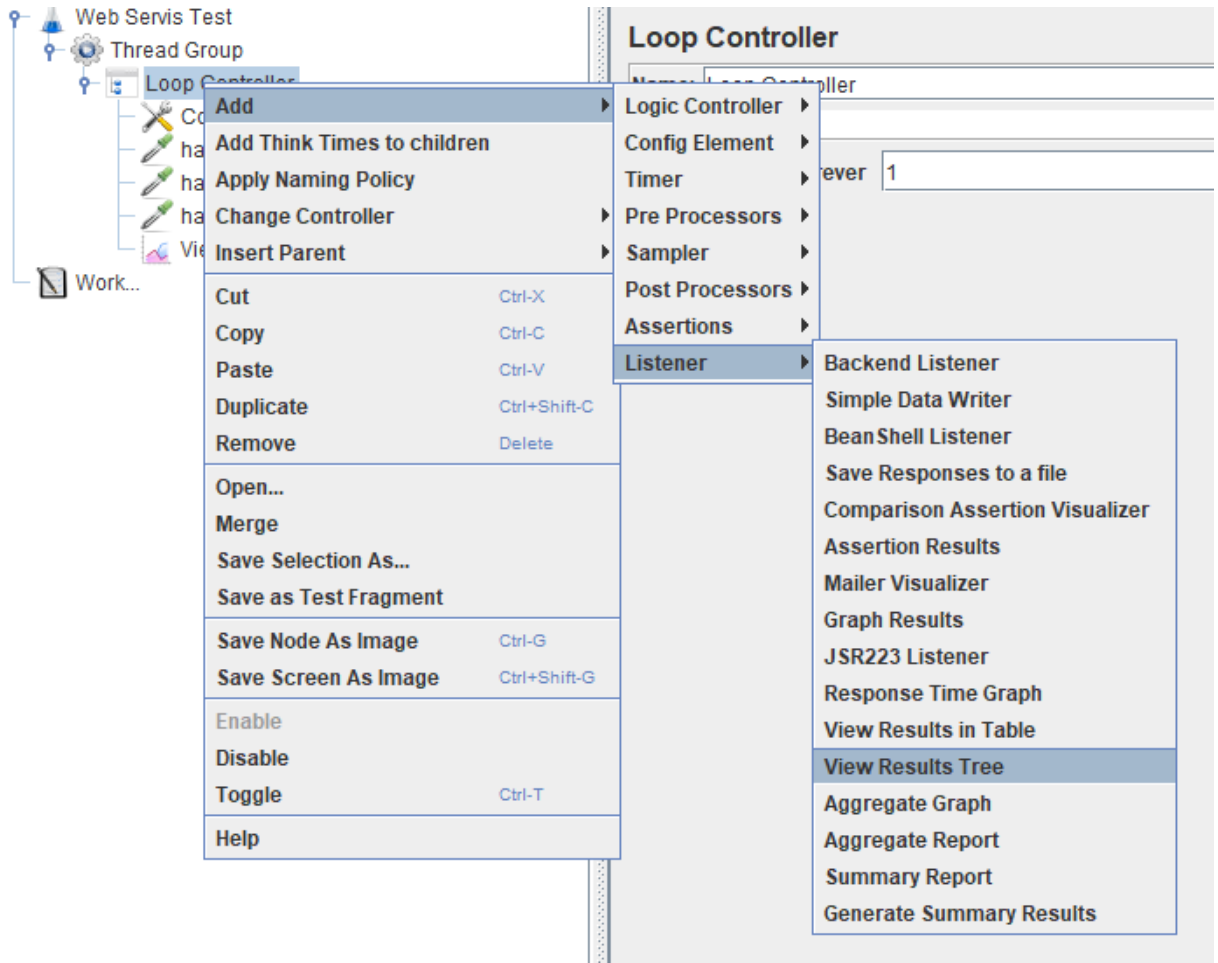 Web Servis Test
Thread Group
Loop Controller
Work...
Loop Controller
Name: Loop Controller
rever 1
Add
Add Think Times to children
Apply Naming Policy
Change Controller
Insert Parent
Cut Ctrl-X
Copy Ctrl-C
Paste Ctrl-V
Duplicate Ctrl+Shift-C
Remove Delete
Open...
Merge
Save Selection As...
Save as Test Fragment
Save Node As Image Ctrl-G
Save Screen As Image Ctrl+Shift-G
Enable
Disable
Toggle Ctrl-T
Help
Logic Controller
Config Element
Timer
Pre Processors
Sampler
Post Processors
Assertions
Listener
Backend Listener
Simple Data Writer
BeanShell Listener
Save Responses to a file
Comparison Assertion Visualizer
Assertion Results
Mailer Visualizer
Graph Results
JSR223 Listener
Response Time Graph
View Results in Table
View Results Tree
Aggregate Graph
Aggregate Report
Summary Report
Generate Summary Results